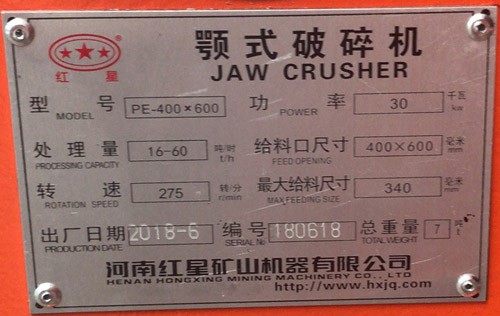 颚式破碎机
JAW CRUSHER
红星
型号 PE-400×600 功率 30 千瓦
MODEL POWER kw
处理量 16-60 吨/时 给料口尺寸 400×600 毫米
PROCESSING CAPACITY t/h FEED OPENING mm
转速 275 转/分 最大给料尺寸 340 毫米
ROTATION SPEED r/min MAX FEEDING SIZE mm
出厂日期 2018-6 编号 180618 总重量 7 吨
PRODUCTION DATE SERIAL No TOTAL WEIGHT t
河南红星矿山机器有限公司
HENAN HONGXING MINING MACHINERY CO., LTD
http://www.hxjq.com